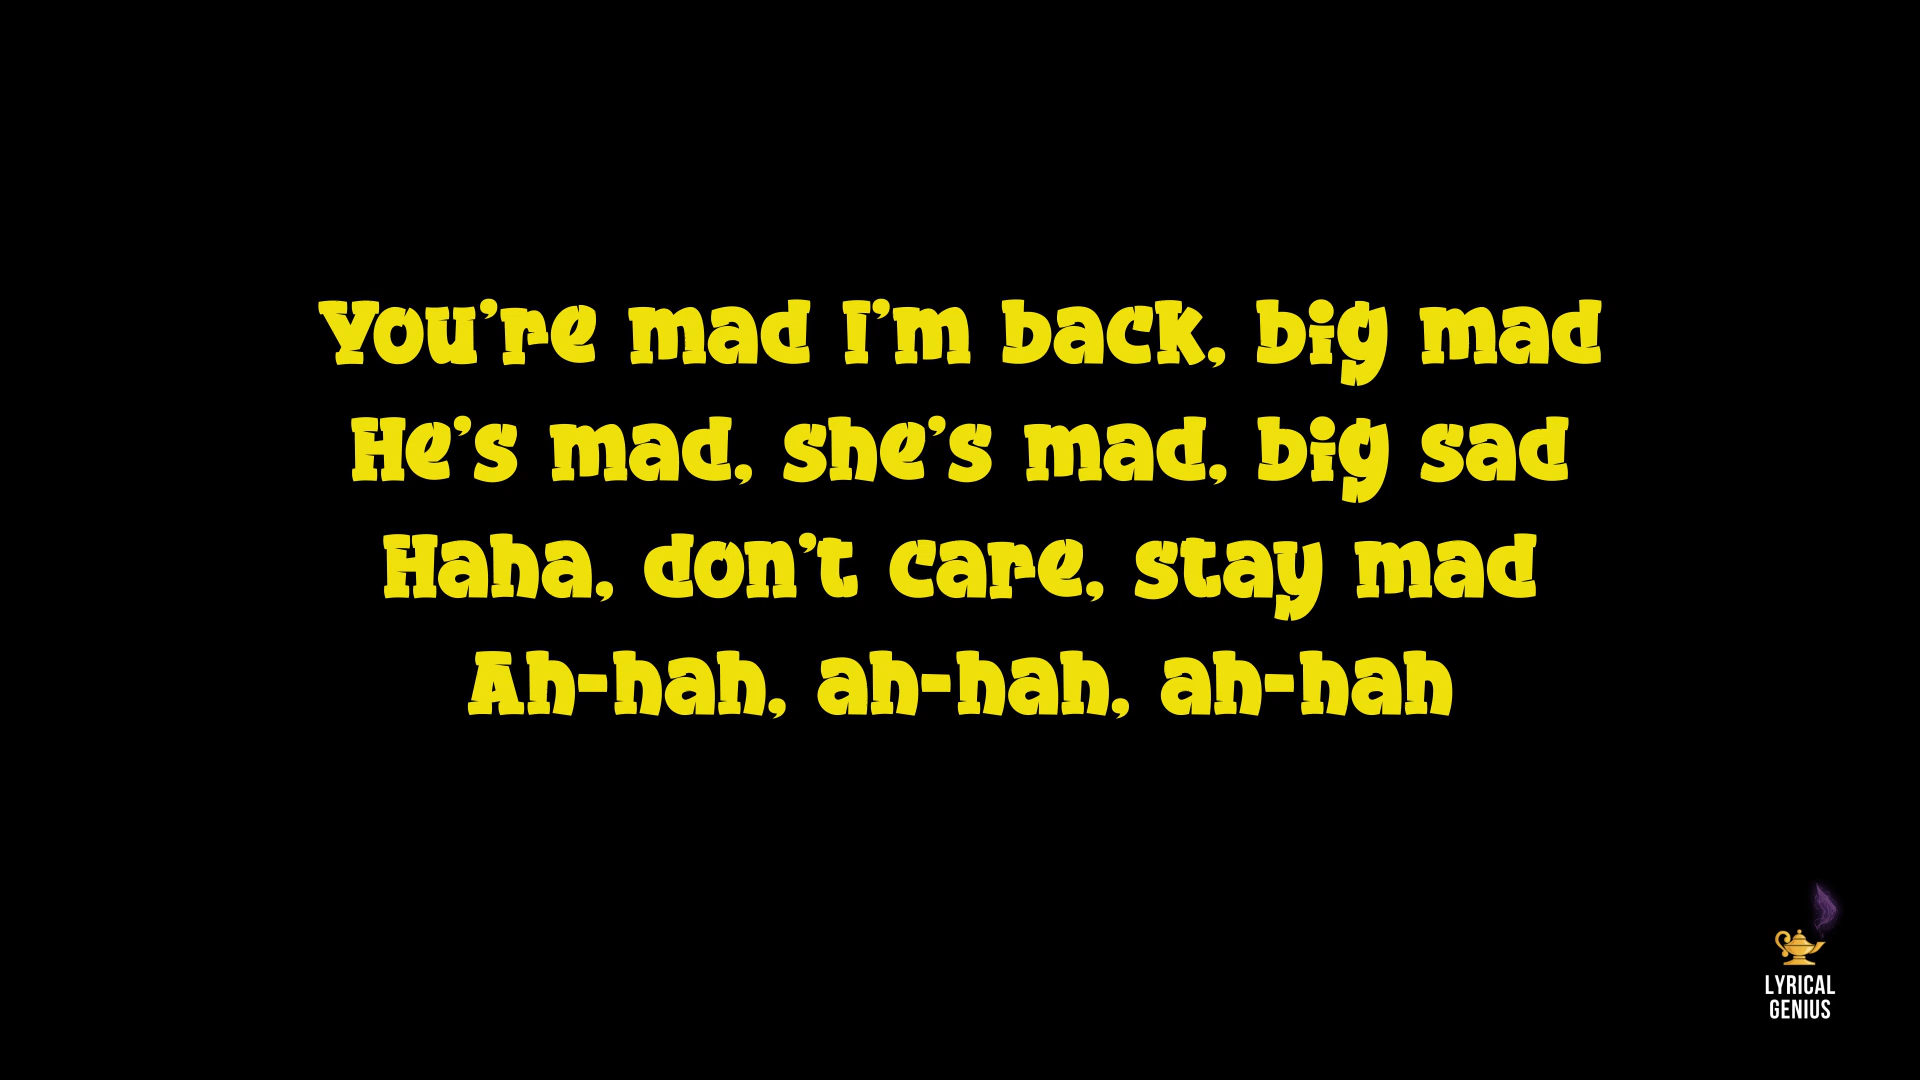 You’re mad I’m back, big mad
He’s mad, she’s mad, big sad
Haha, don’t care, stay mad
Ah-hah, ah-hah, ah-hah
LYRICAL
GENIUS